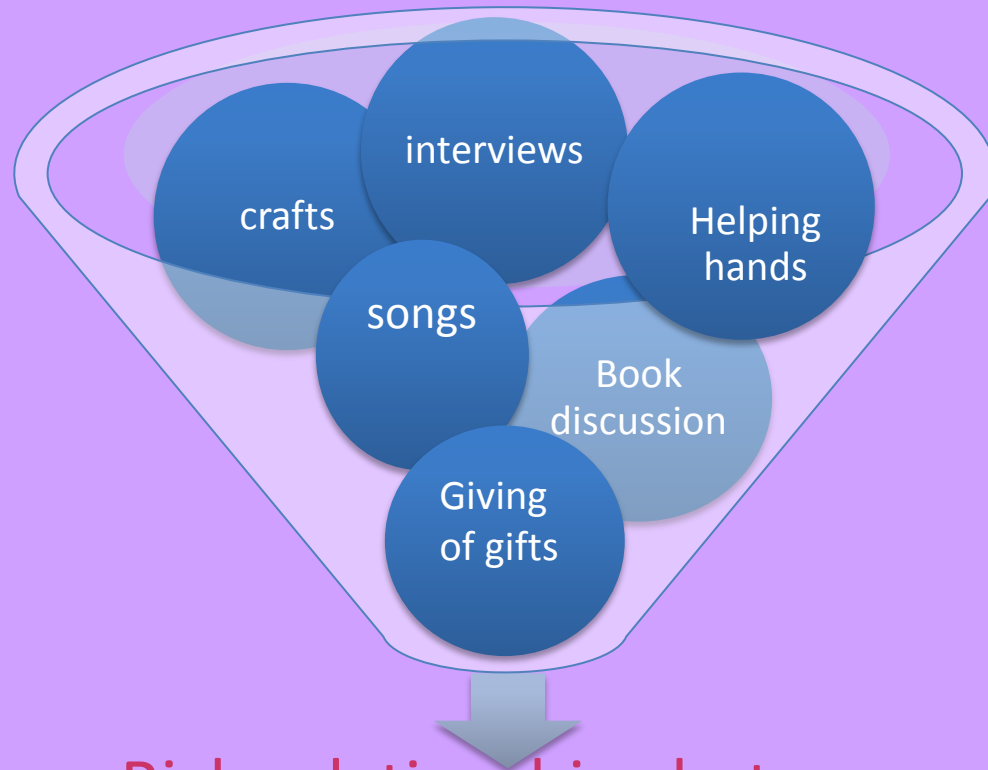 interviews
crafts
Helping
hands
songs
Book
discussion
Giving
of gifts